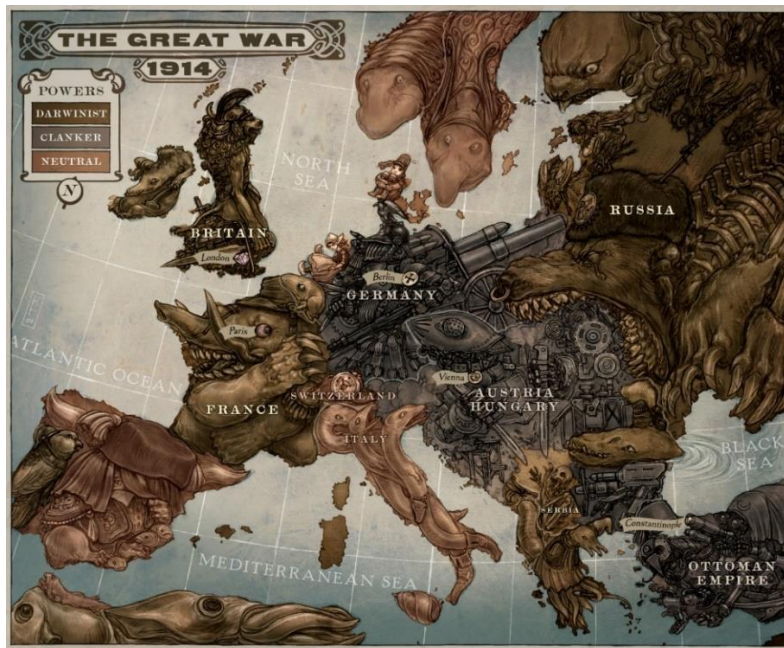 THE GREAT WAR
1914
POWERS
DARWINIST
CLANKER
NEUTRAL
N
NORTH
SEA
RUSSIA
BRITAIN
London
Berlin
GERMANY
Paris
ATLANTIC OCEAN
Vienna
SWITZERLAND
AUSTRIA
HUNGARY
FRANCE
ITALY
BLACK
SEA
SERBIA
Constantinople
MEDITERRANEAN SEA
OTTOMAN
EMPIRE